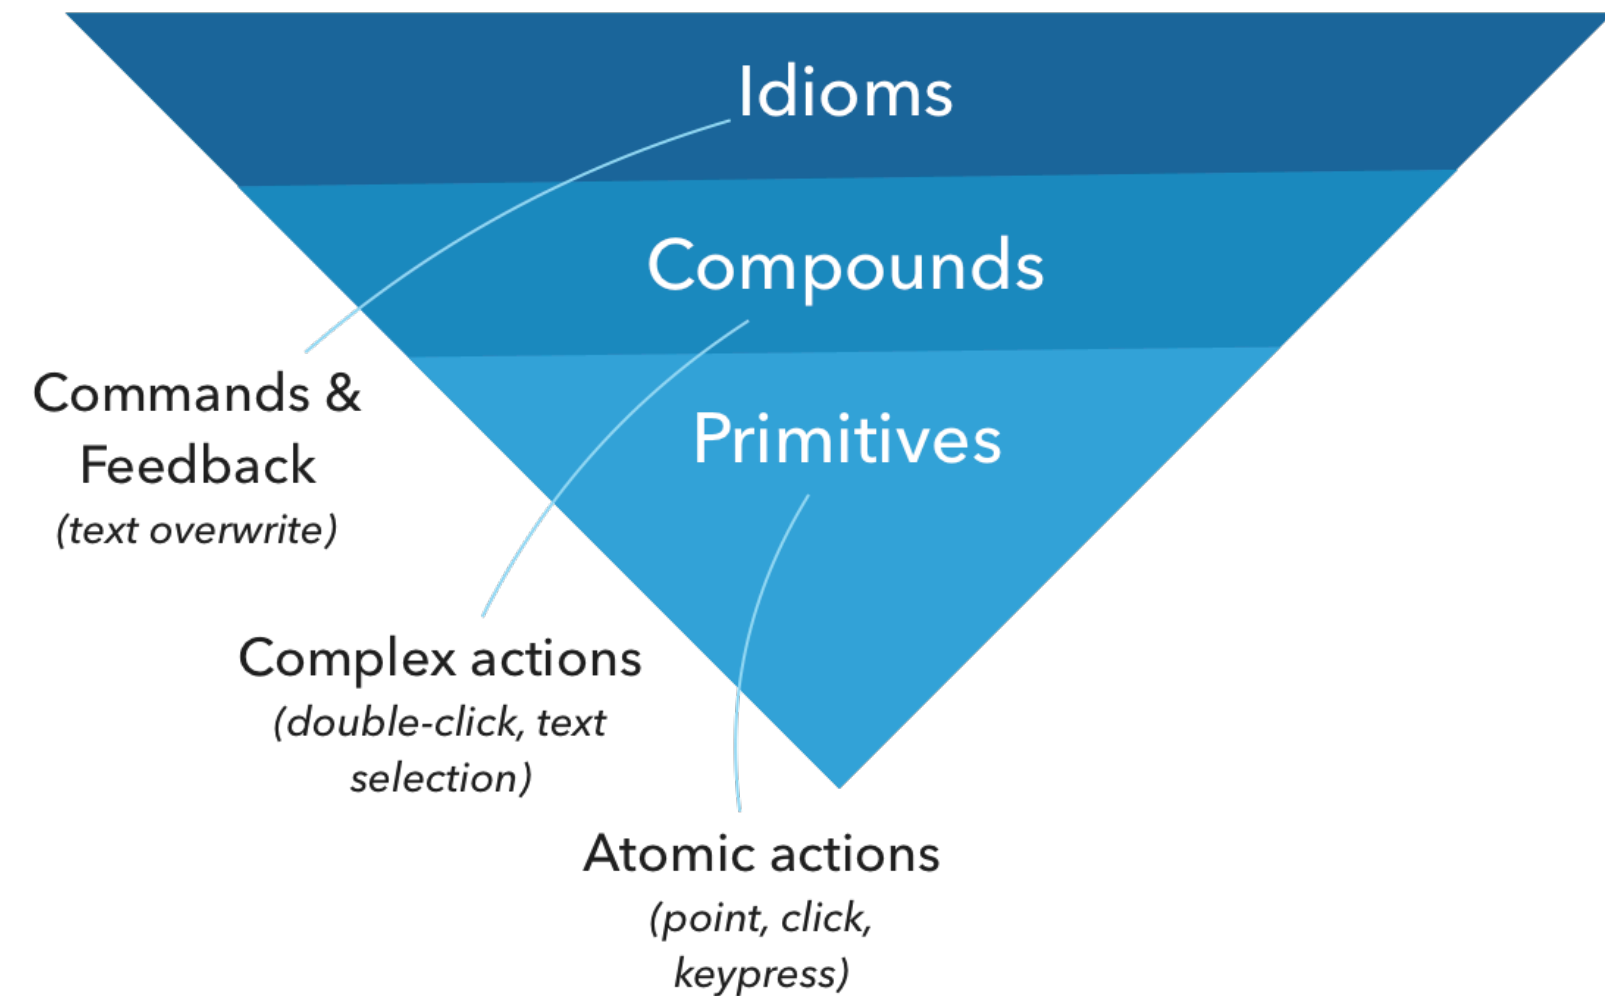 Idioms
Compounds
Primitives
Commands &
Feedback
(text overwrite)
Complex actions
(double-click, text
selection)
Atomic actions
(point, click,
keypress)